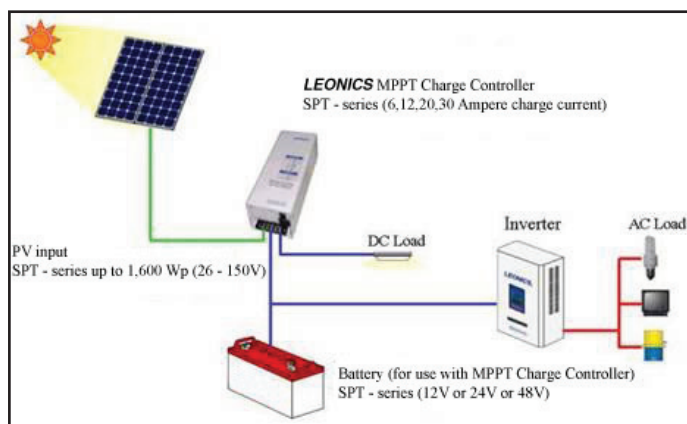 LEONICS MPPT Charge Controller
SPT - series (6,12,20,30 Ampere charge current)
Inverter
AC Load
DC Load
PV input
SPT - series up to 1,600 Wp (26 - 150V)
LEONICS
Battery (for use with MPPT Charge Controller)
SPT - series (12V or 24V or 48V)